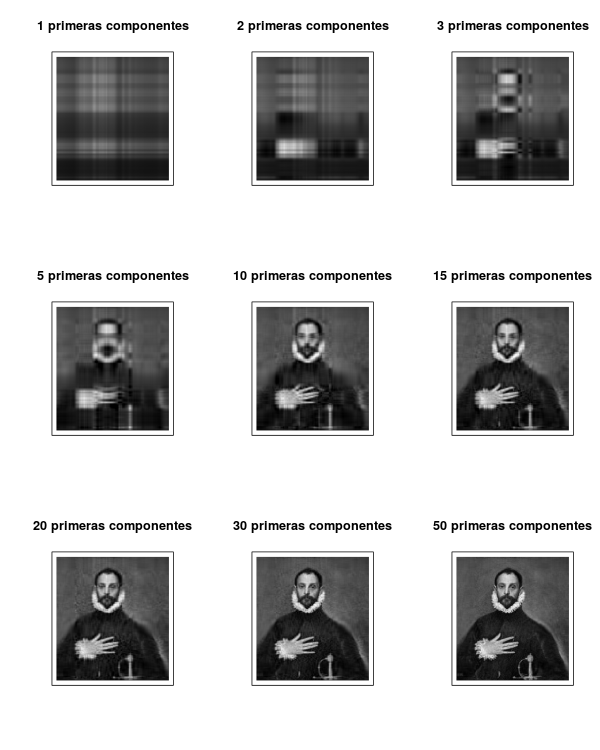 1 primeras componentes
2 primeras componentes
3 primeras componentes
5 primeras componentes
10 primeras componentes
15 primeras componentes
20 primeras componentes
30 primeras componentes
50 primeras componentes